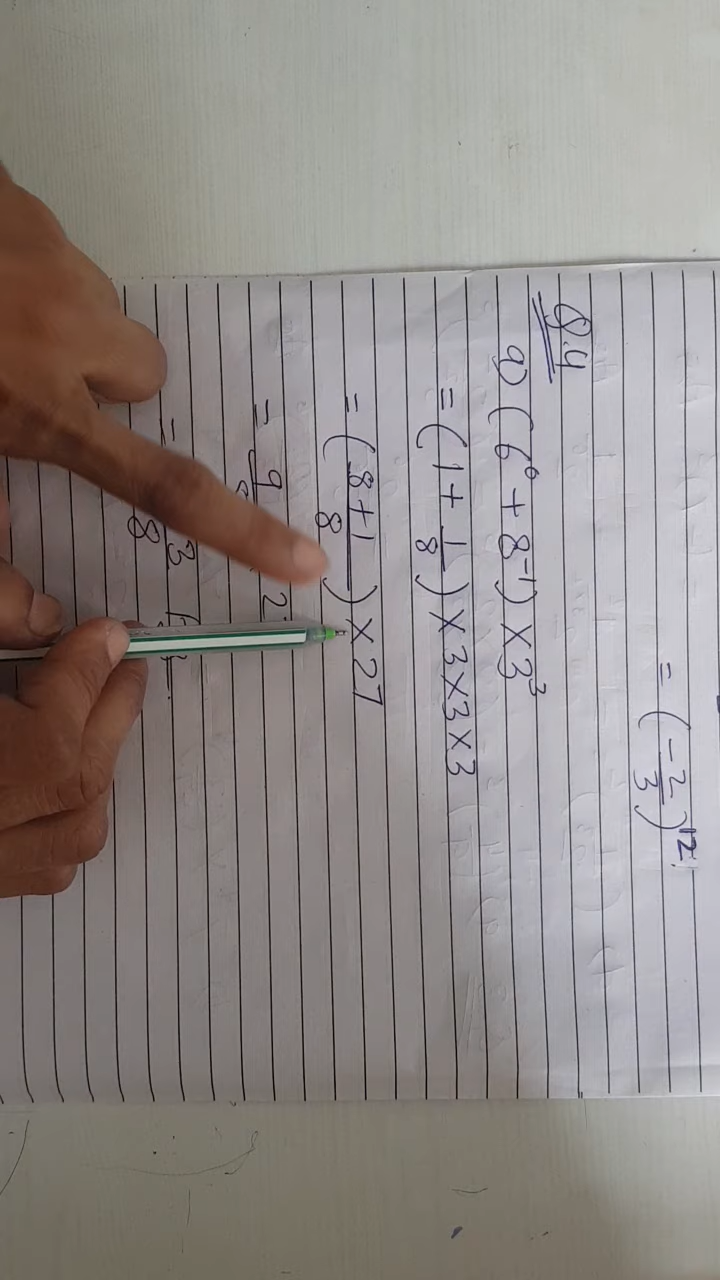 = (-2/3)^12
Q.4
a) (6^0 + 8^-1) × 3^3
= (1 + 1/8) × 3×3×3
= (8+1/8) × 27
= 9
= 3 8